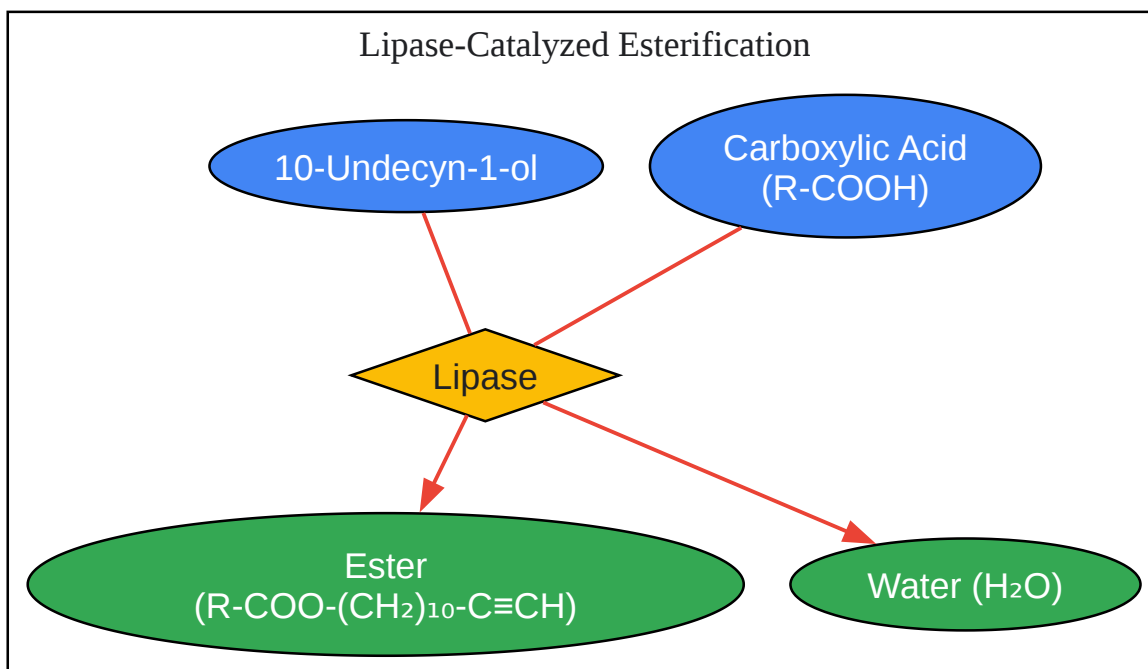 Lipase-Catalyzed Esterification
10-Undecyn-1-ol
Carboxylic Acid
(R-COOH)
Lipase
Ester
(R-COO-(CH₂)₁₀-C≡CH)
Water (H₂O)